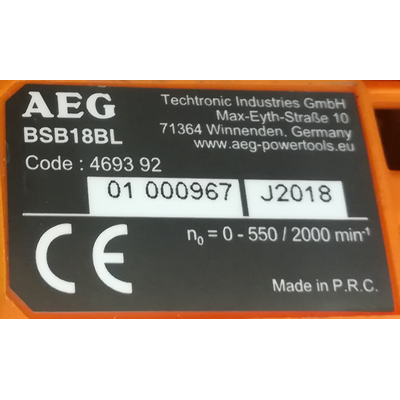 AEG
BSB18BL
Techtronic Industries GmbH
Max-Eyth-Straße 10
71364 Winnenden, Germany
www.aeg-powertools.eu
Code : 4693 92
01 000967 J2018
n₀ = 0 - 550 / 2000 min⁻¹
CE
Made in P.R.C.